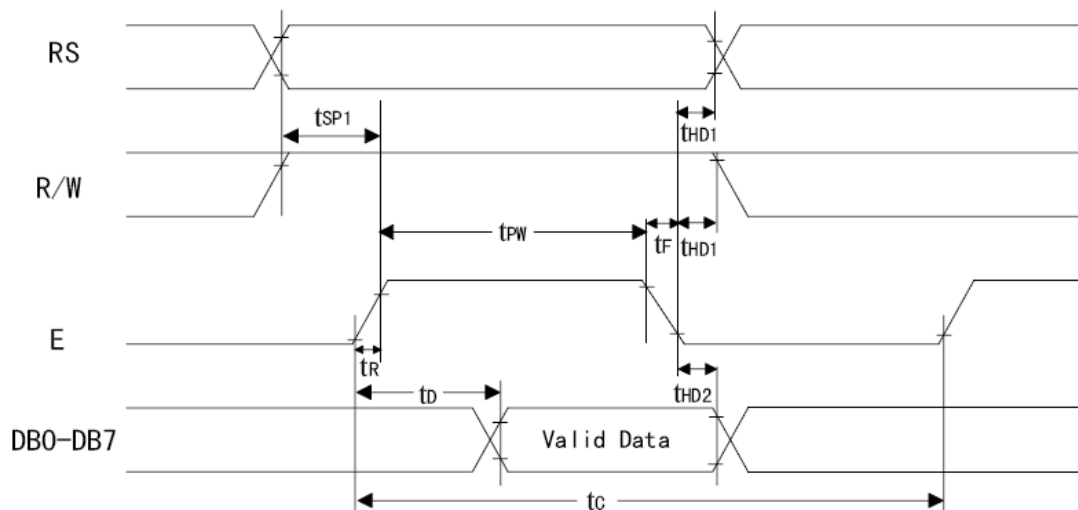 RS
tSP1
tHD1
R/W
tPW
tF
tHD1
E
tR
tD
tHD2
DB0-DB7
Valid Data
tC